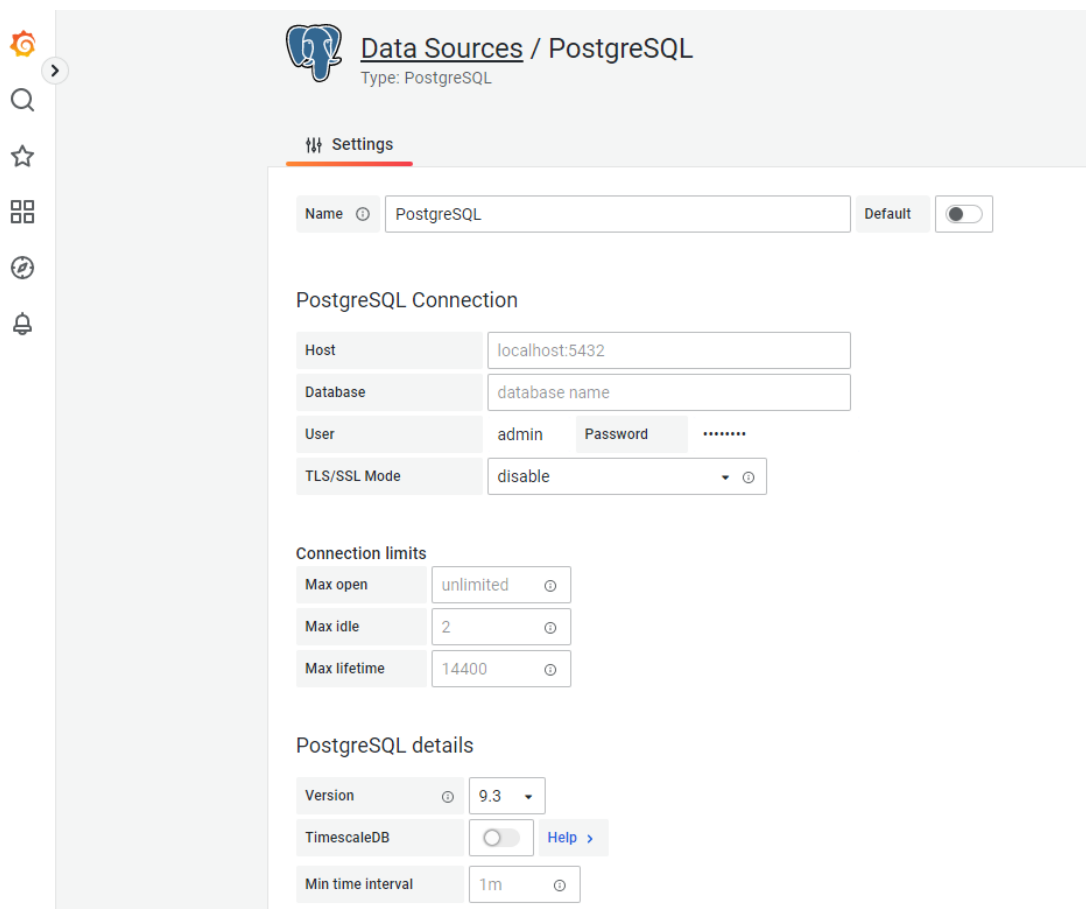 Data Sources / PostgreSQL
Type: PostgreSQL
Settings
Name PostgreSQL Default
PostgreSQL Connection
Host localhost:5432
Database database name
User admin Password ••••••••
TLS/SSL Mode disable
Connection limits
Max open unlimited
Max idle 2
Max lifetime 14400
PostgreSQL details
Version 9.3
TimescaleDB Help >
Min time interval 1m